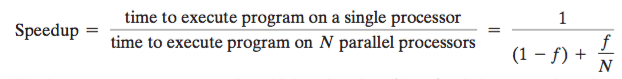 Speedup = time to execute program on a single processor / time to execute program on N parallel processors = 1 / (1 − f) + f/N